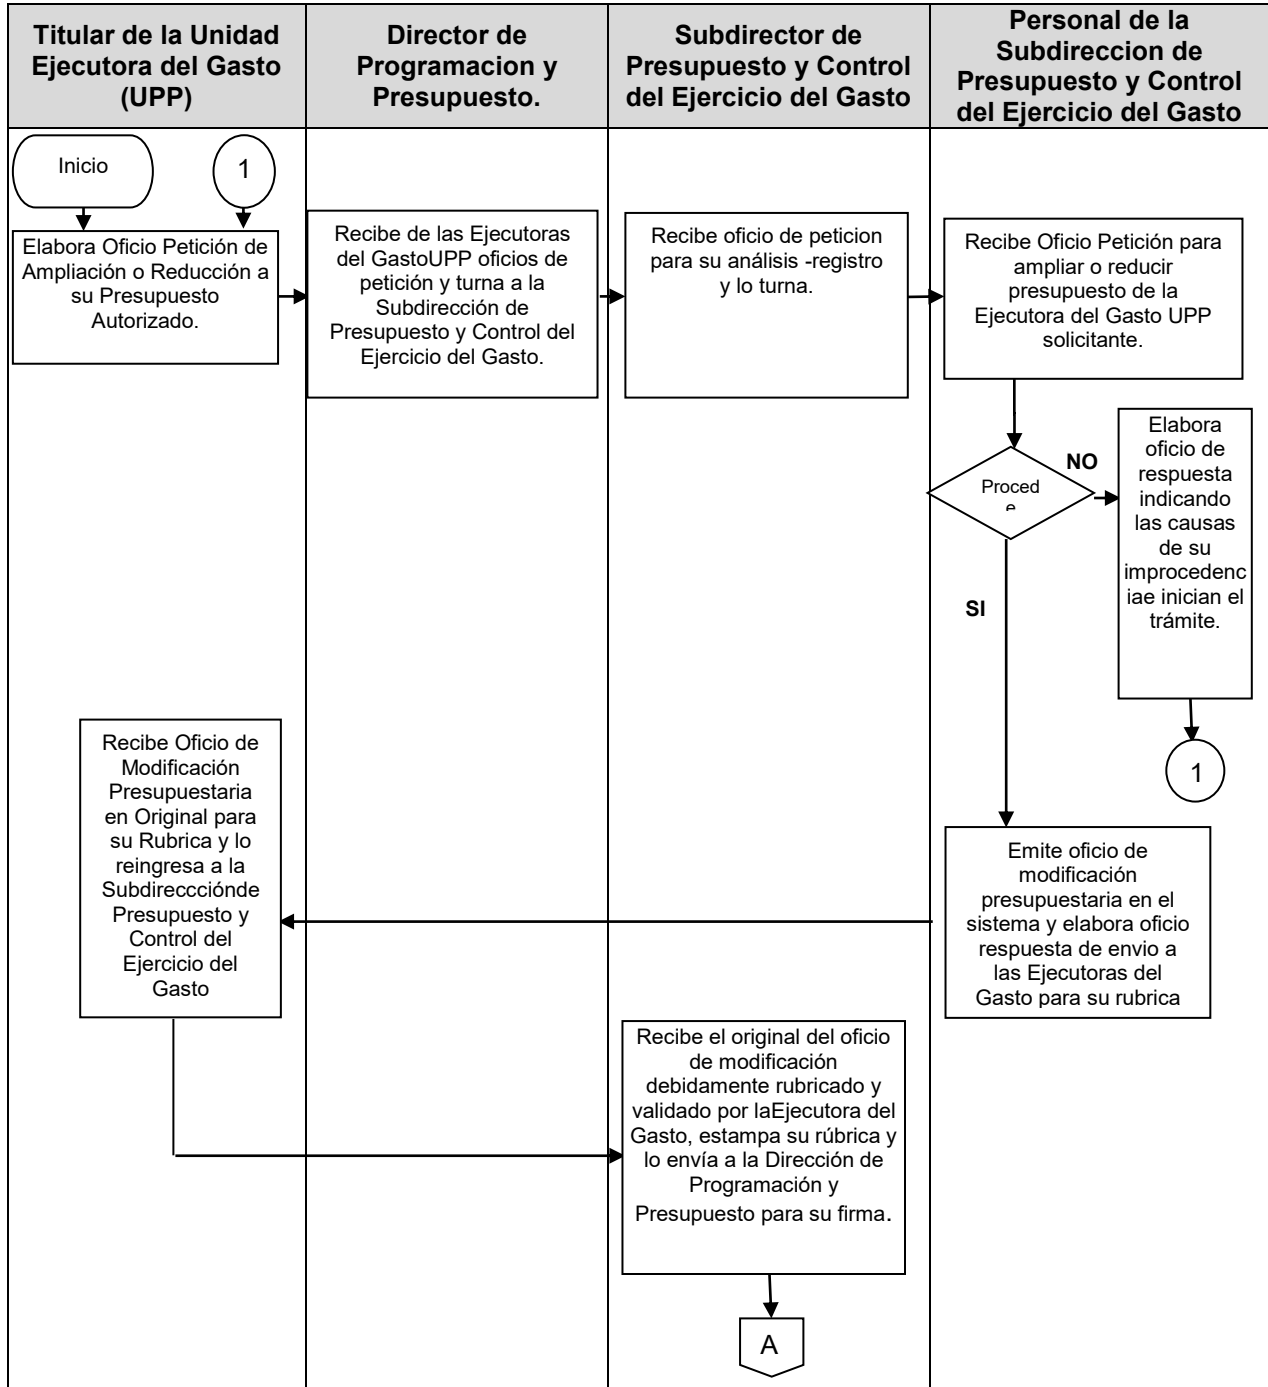 Titular de la Unidad
Ejecutora del Gasto
(UPP)
Director de
Programacion y
Presupuesto.
Subdirector de
Presupuesto y Control
del Ejercicio del Gasto
Personal de la
Subdireccion de
Presupuesto y Control
del Ejercicio del Gasto
Inicio
1
Elabora Oficio Petición de
Ampliación o Reducción a
su Presupuesto
Autorizado.
Recibe de las Ejecutoras
del GastoUPP oficios de
petición y turna a la
Subdirección de
Presupuesto y Control del
Ejercicio del Gasto.
Recibe oficio de peticion
para su análisis -registro
y lo turna.
Recibe Oficio Petición para
ampliar o reducir
presupuesto de la
Ejecutora del Gasto UPP
solicitante.
Proced
e
NO
Elabora
oficio de
respuesta
indicando
las causas
de su
improcedenc
iae inician el
trámite.
SI
1
Recibe Oficio de
Modificación
Presupuestaria
en Original para
su Rubrica y lo
reingresa a la
Subdireccciónde
Presupuesto y
Control del
Ejercicio del
Gasto
Emite oficio de
modificación
presupuestaria en el
sistema y elabora oficio
respuesta de envio a
las Ejecutoras del
Gasto para su rubrica
Recibe el original del oficio
de modificación
debidamente rubricado y
validado por laEjecutora del
Gasto, estampa su rúbrica y
lo envía a la Dirección de
Programación y
Presupuesto para su firma.
A